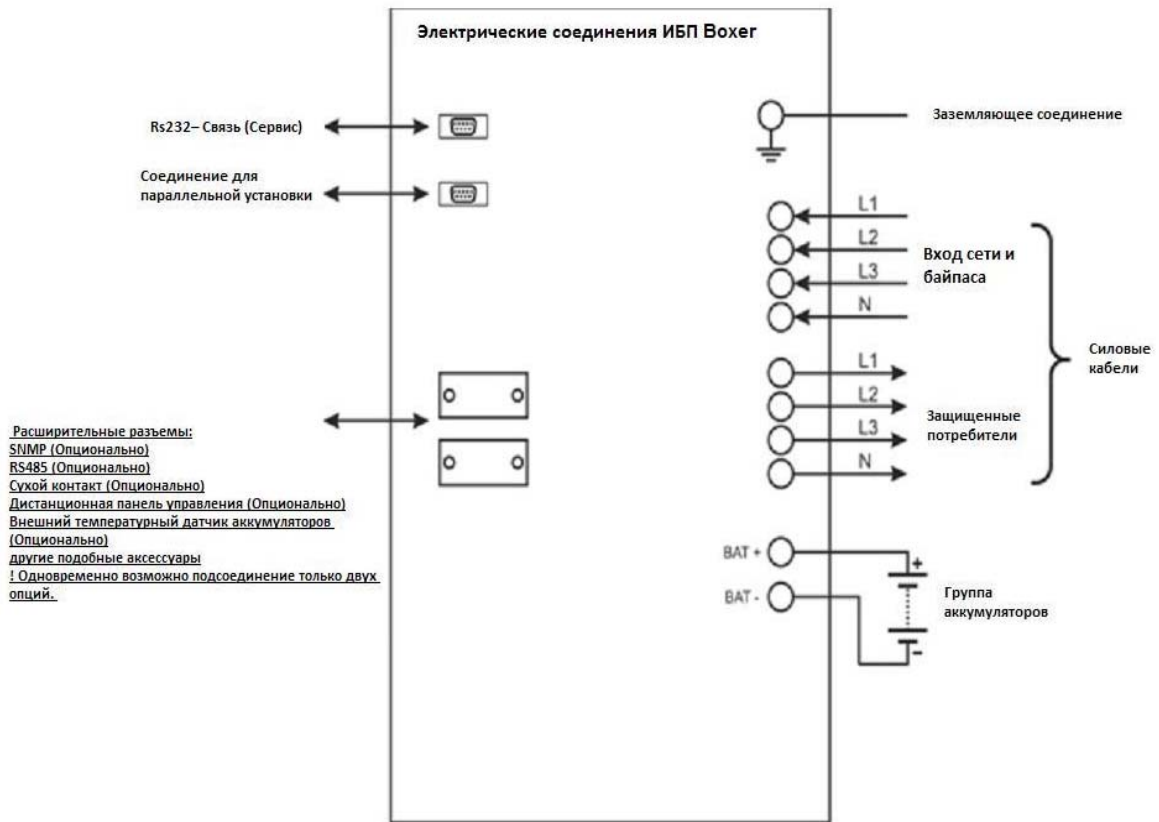 Электрические соединения ИБП Boxer
Rs232– Связь (Сервис)
Соединение для
параллельной установки
Расширительные разъемы:
SNMP (Опционально)
RS485 (Опционально)
Сухой контакт (Опционально)
Дистанционная панель управления (Опционально)
Внешний температурный датчик аккумуляторов
(Опционально)
другие подобные аксессуары
! Одновременно возможно подсоединение только двух
опций.
Заземляющее соединение
L1
L2
L3
N
Вход сети и
байпаса
L1
L2
L3
N
Защищенные
потребители
Силовые
кабели
BAT +
BAT -
+
-
Группа
аккумуляторов